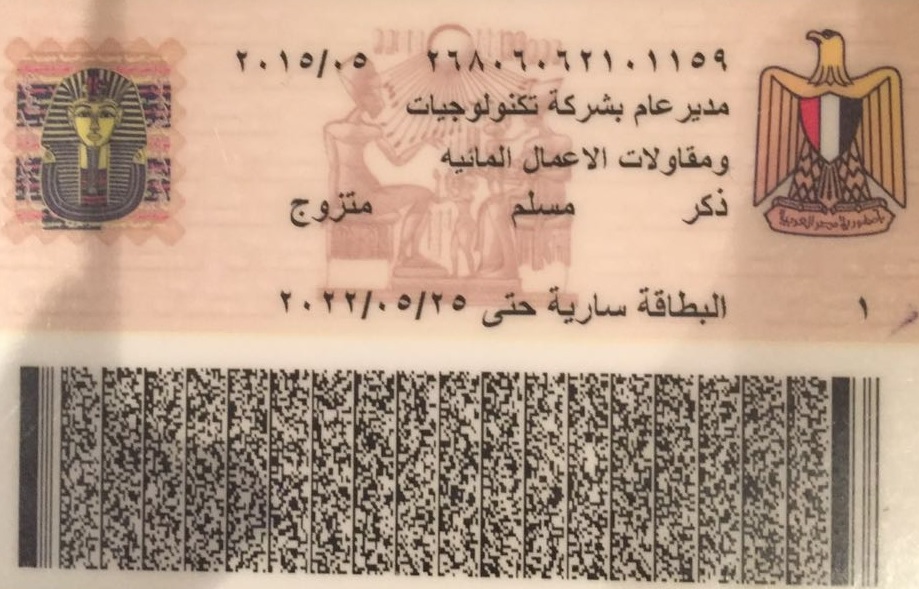 ٢٦٨٠٦٠٦٢١٠١١٥٩ ٢٠١٥/٠٥
مدير عام بشركة تكنولوجيات
ومقاولات الاعمال المائيه
ذكر مسلم متزوج
١ البطاقة سارية حتى ٢٠٢٢/٠٥/٢٥
جمهورية مصر العربية